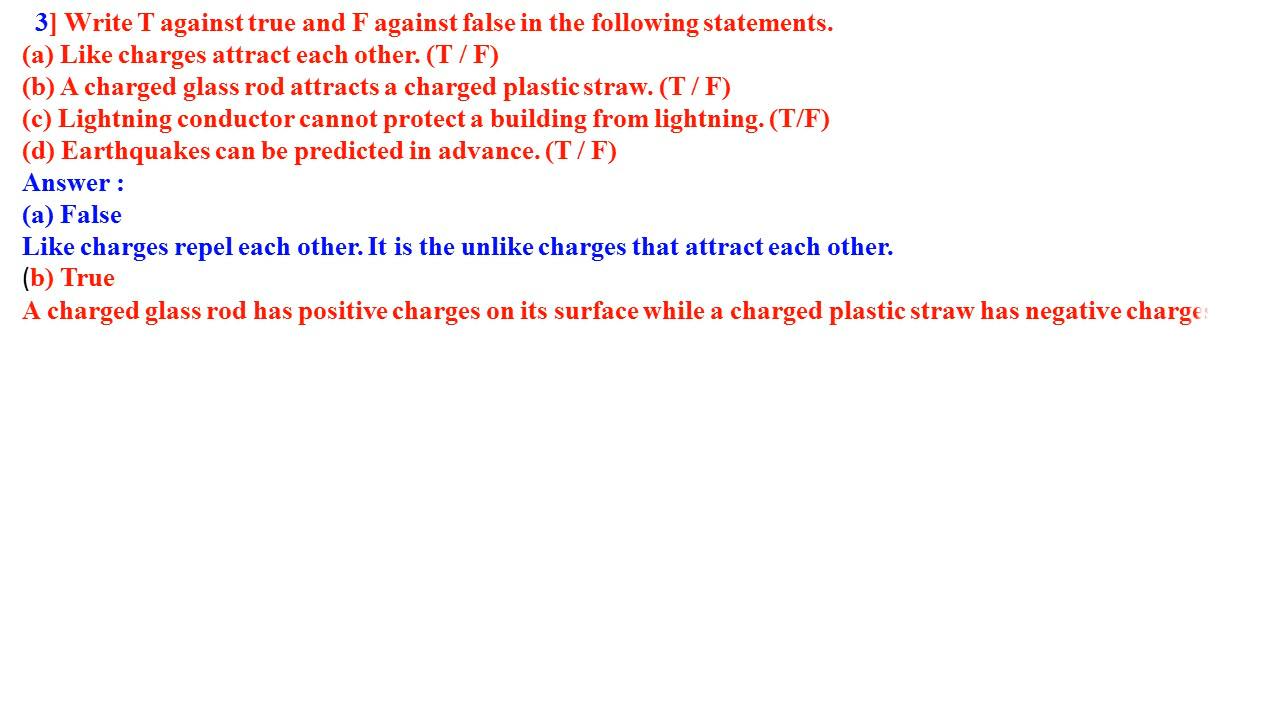 3] Write T against true and F against false in the following statements.
(a) Like charges attract each other. (T / F)
(b) A charged glass rod attracts a charged plastic straw. (T / F)
(c) Lightning conductor cannot protect a building from lightning. (T/F)
(d) Earthquakes can be predicted in advance. (T / F)
Answer :
(a) False
Like charges repel each other. It is the unlike charges that attract each other.
(b) True
A charged glass rod has positive charges on its surface while a charged plastic straw has negative charges